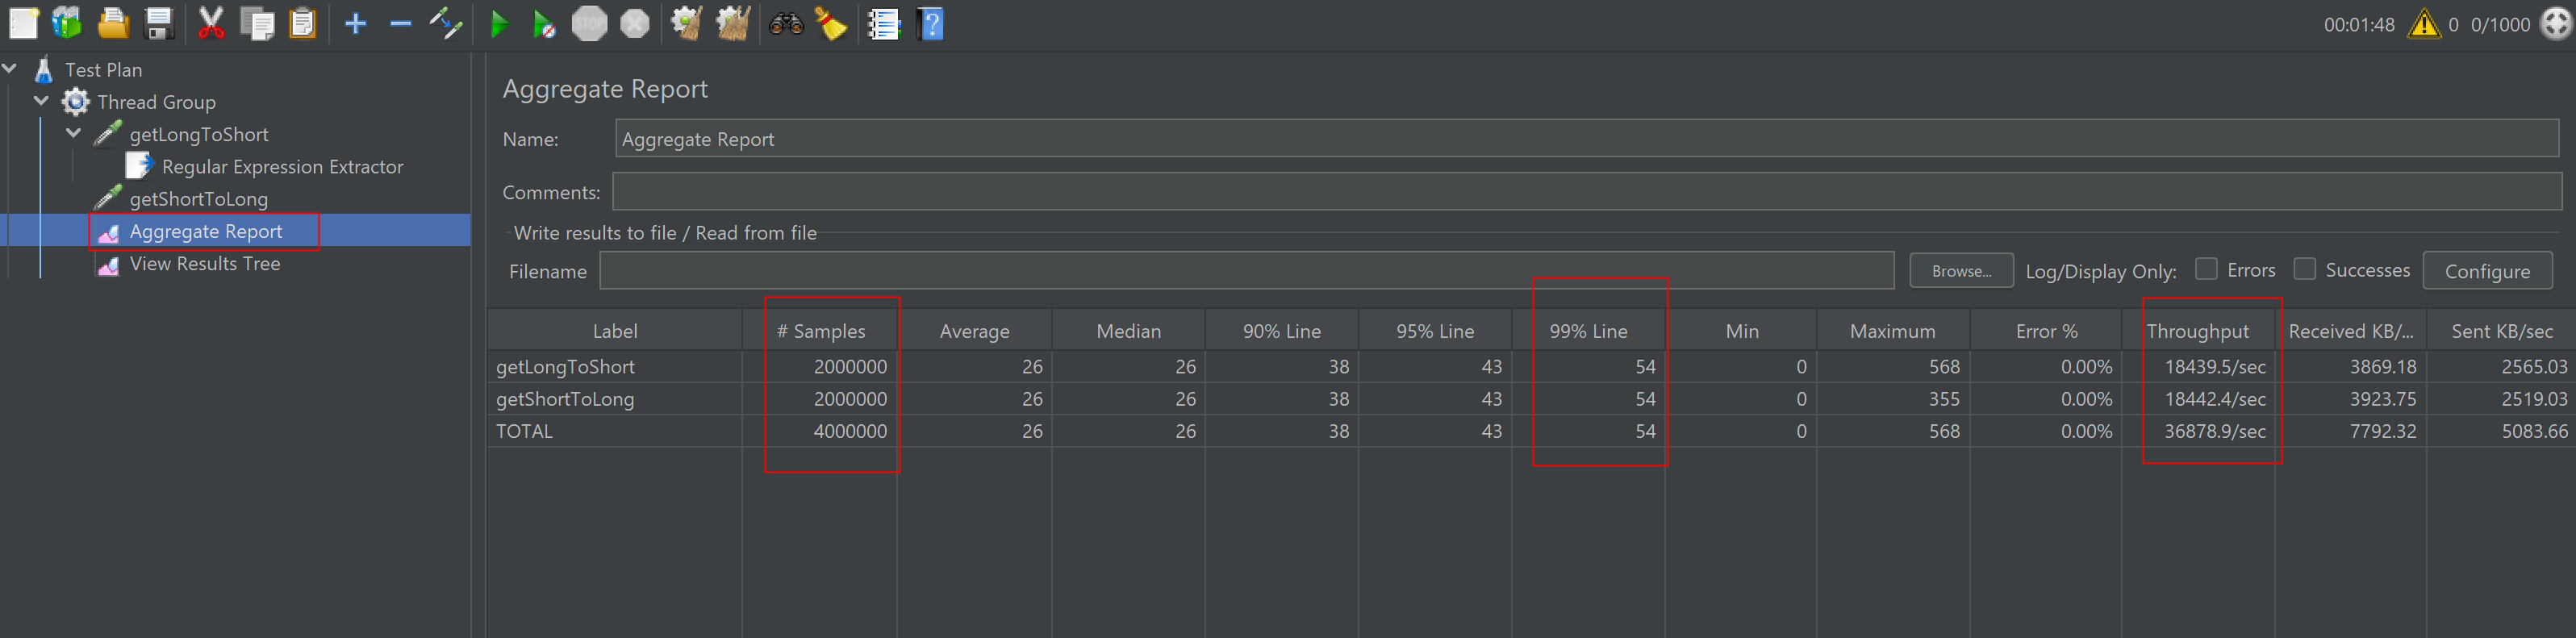 00:01:48 0 0/1000
Test Plan
Thread Group
getLongToShort
Regular Expression Extractor
getShortToLong
Aggregate Report
View Results Tree
Aggregate Report
Name: Aggregate Report
Comments:
Write results to file / Read from file
Filename Browse... Log/Display Only: Errors Successes Configure
Label # Samples Average Median 90% Line 95% Line 99% Line Min Maximum Error % Throughput Received KB/... Sent KB/sec
getLongToShort 2000000 26 26 38 43 54 0 568 0.00% 18439.5/sec 3869.18 2565.03
getShortToLong 2000000 26 26 38 43 54 0 355 0.00% 18442.4/sec 3923.75 2519.03
TOTAL 4000000 26 26 38 43 54 0 568 0.00% 36878.9/sec 7792.32 5083.66